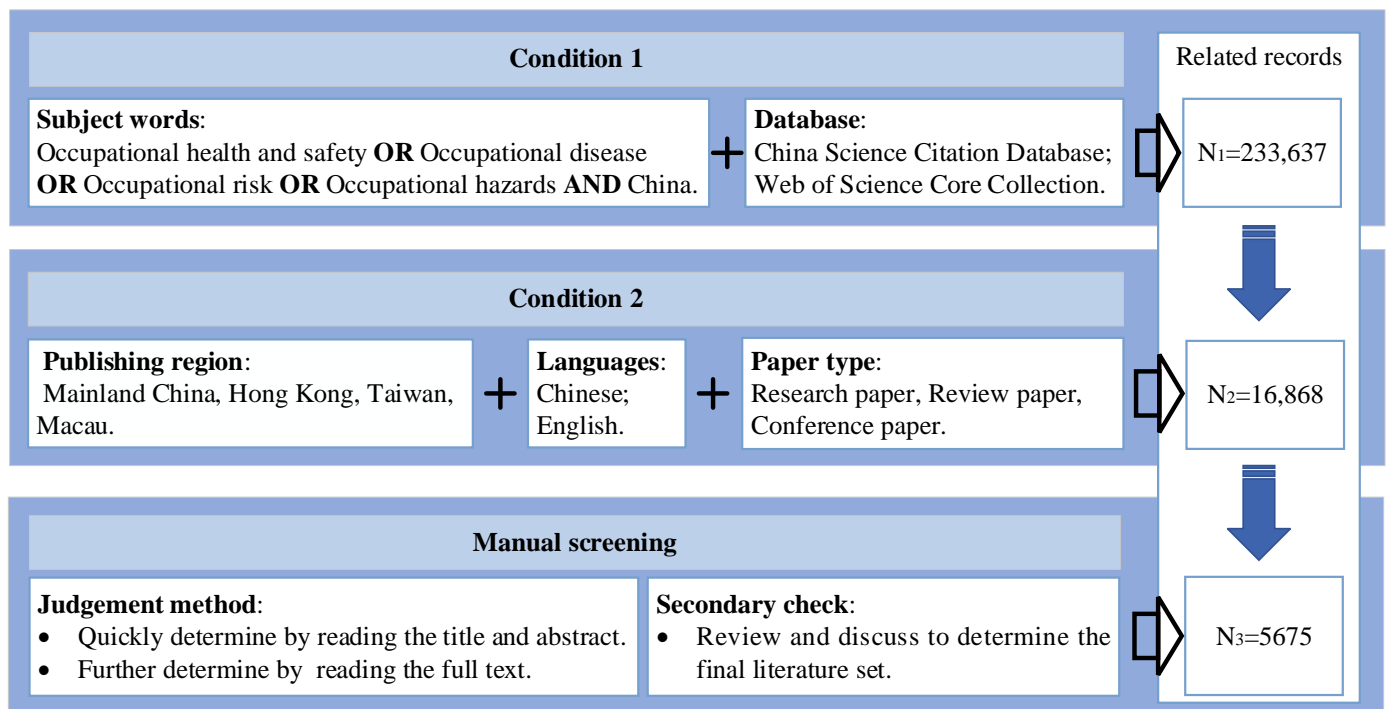 Condition 1
Related records
Subject words:
Occupational health and safety OR Occupational disease
OR Occupational risk OR Occupational hazards AND China.
+
Database:
China Science Citation Database;
Web of Science Core Collection.
N1=233,637
Condition 2
Publishing region:
Mainland China, Hong Kong, Taiwan,
Macau.
+
Languages:
Chinese;
English.
+
Paper type:
Research paper, Review paper,
Conference paper.
N2=16,868
Manual screening
Judgement method:
• Quickly determine by reading the title and abstract.
• Further determine by reading the full text.
Secondary check:
• Review and discuss to determine the
final literature set.
N3=5675